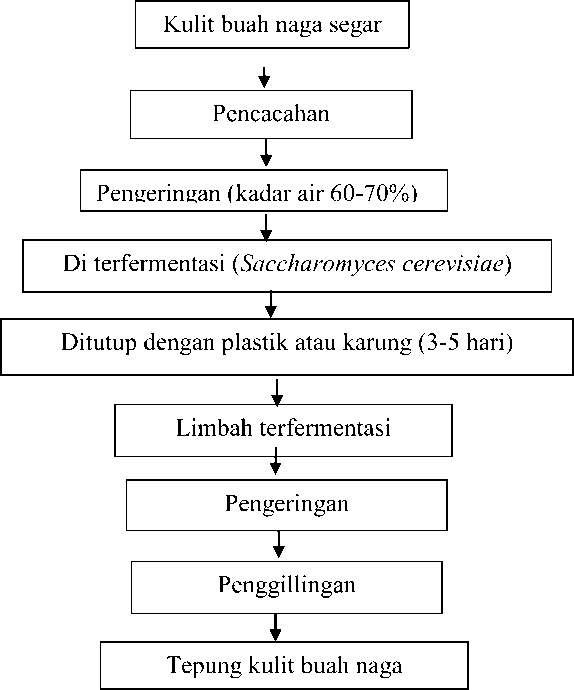 Kulit buah naga segar
Pencacahan
Pengeringan (kadar air 60-70%)
Di terfermentasi (Saccharomyces cerevisiae)
Ditutup dengan plastik atau karung (3-5 hari)
Limbah terfermentasi
Pengeringan
Penggillingan
Tepung kulit buah naga